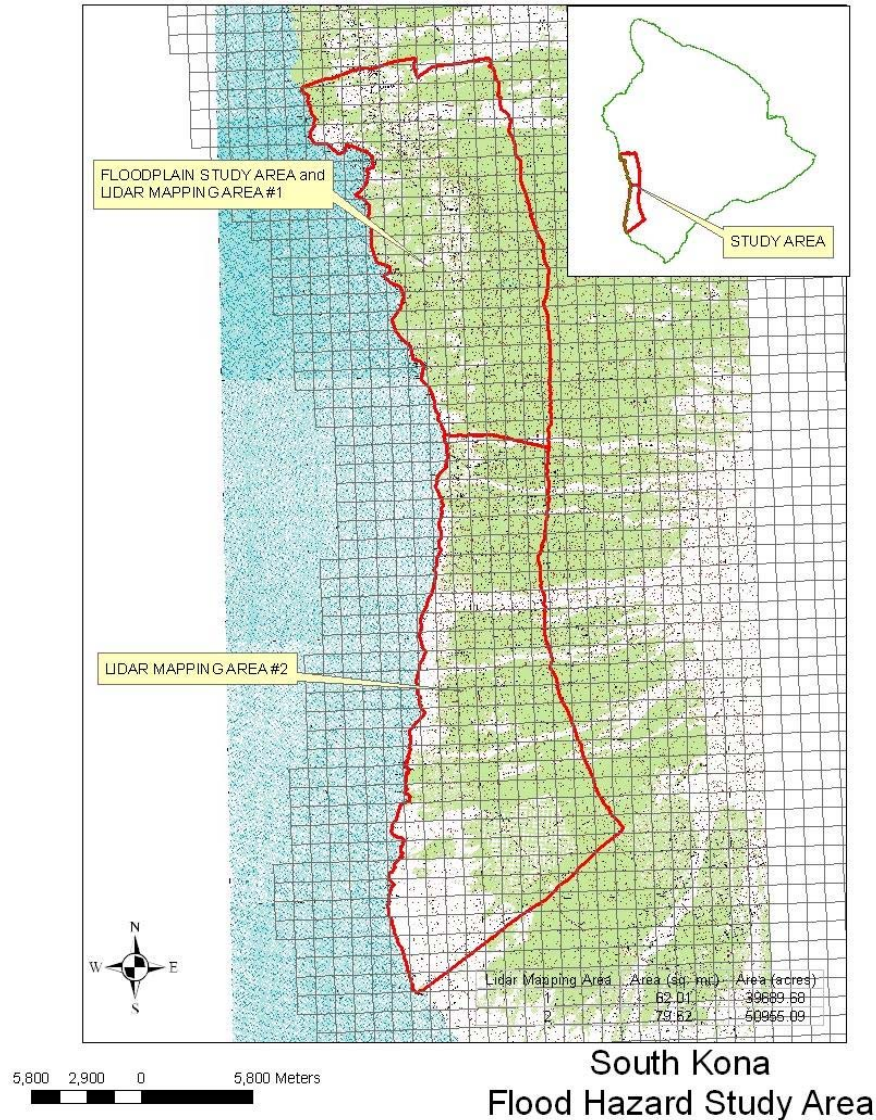 FLOODPLAIN STUDY AREA and
LIDAR MAPPING AREA #1
STUDY AREA
LIDAR MAPPING AREA #2
N
W E
S
Lidar Mapping Area Area (sq. mi.) Area (acres)
1 62.01 39689.68
2 79.62 50955.09
5,800 2,900 0 5,800 Meters
South Kona
Flood Hazard Study Area